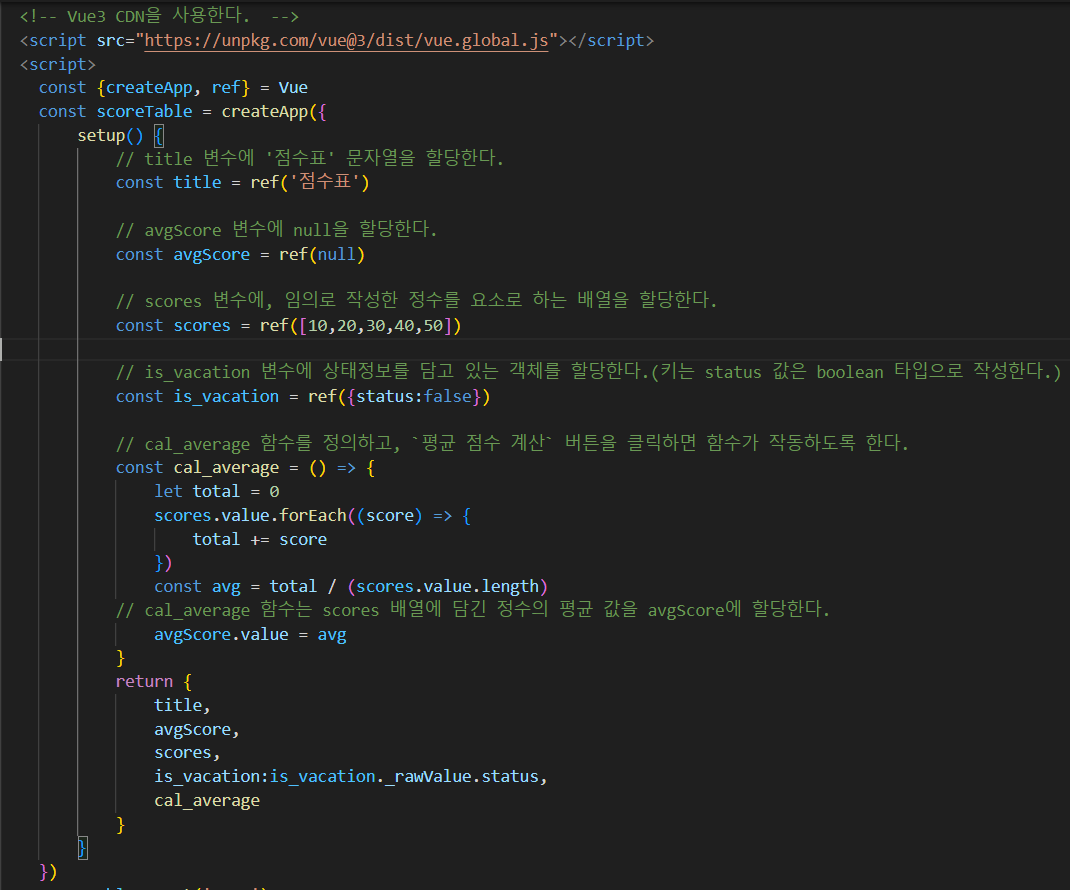 <!-- Vue3 CDN을 사용한다.  -->
<script src="https://unpkg.com/vue@3/dist/vue.global.js"></script>
<script>
const {createApp, ref} = Vue
const scoreTable = createApp({
setup() {
// title 변수에 '점수표' 문자열을 할당한다.
const title = ref('점수표')
// avgScore 변수에 null을 할당한다.
const avgScore = ref(null)
// scores 변수에, 임의로 작성한 정수를 요소로 하는 배열을 할당한다.
const scores = ref([10,20,30,40,50])
// is_vacation 변수에 상태정보를 담고 있는 객체를 할당한다.(키는 status 값은 boolean 타입으로 작성한다.)
const is_vacation = ref({status:false})
// cal_average 함수를 정의하고, `평균 점수 계산` 버튼을 클릭하면 함수가 작동하도록 한다.
const cal_average = () => {
let total = 0
scores.value.forEach((score) => {
total += score
})
const avg = total / (scores.value.length)
// cal_average 함수는 scores 배열에 담긴 정수의 평균 값을 avgScore에 할당한다.
avgScore.value = avg
}
return {
title,
avgScore,
scores,
is_vacation:is_vacation._rawValue.status,
cal_average
}
}
})